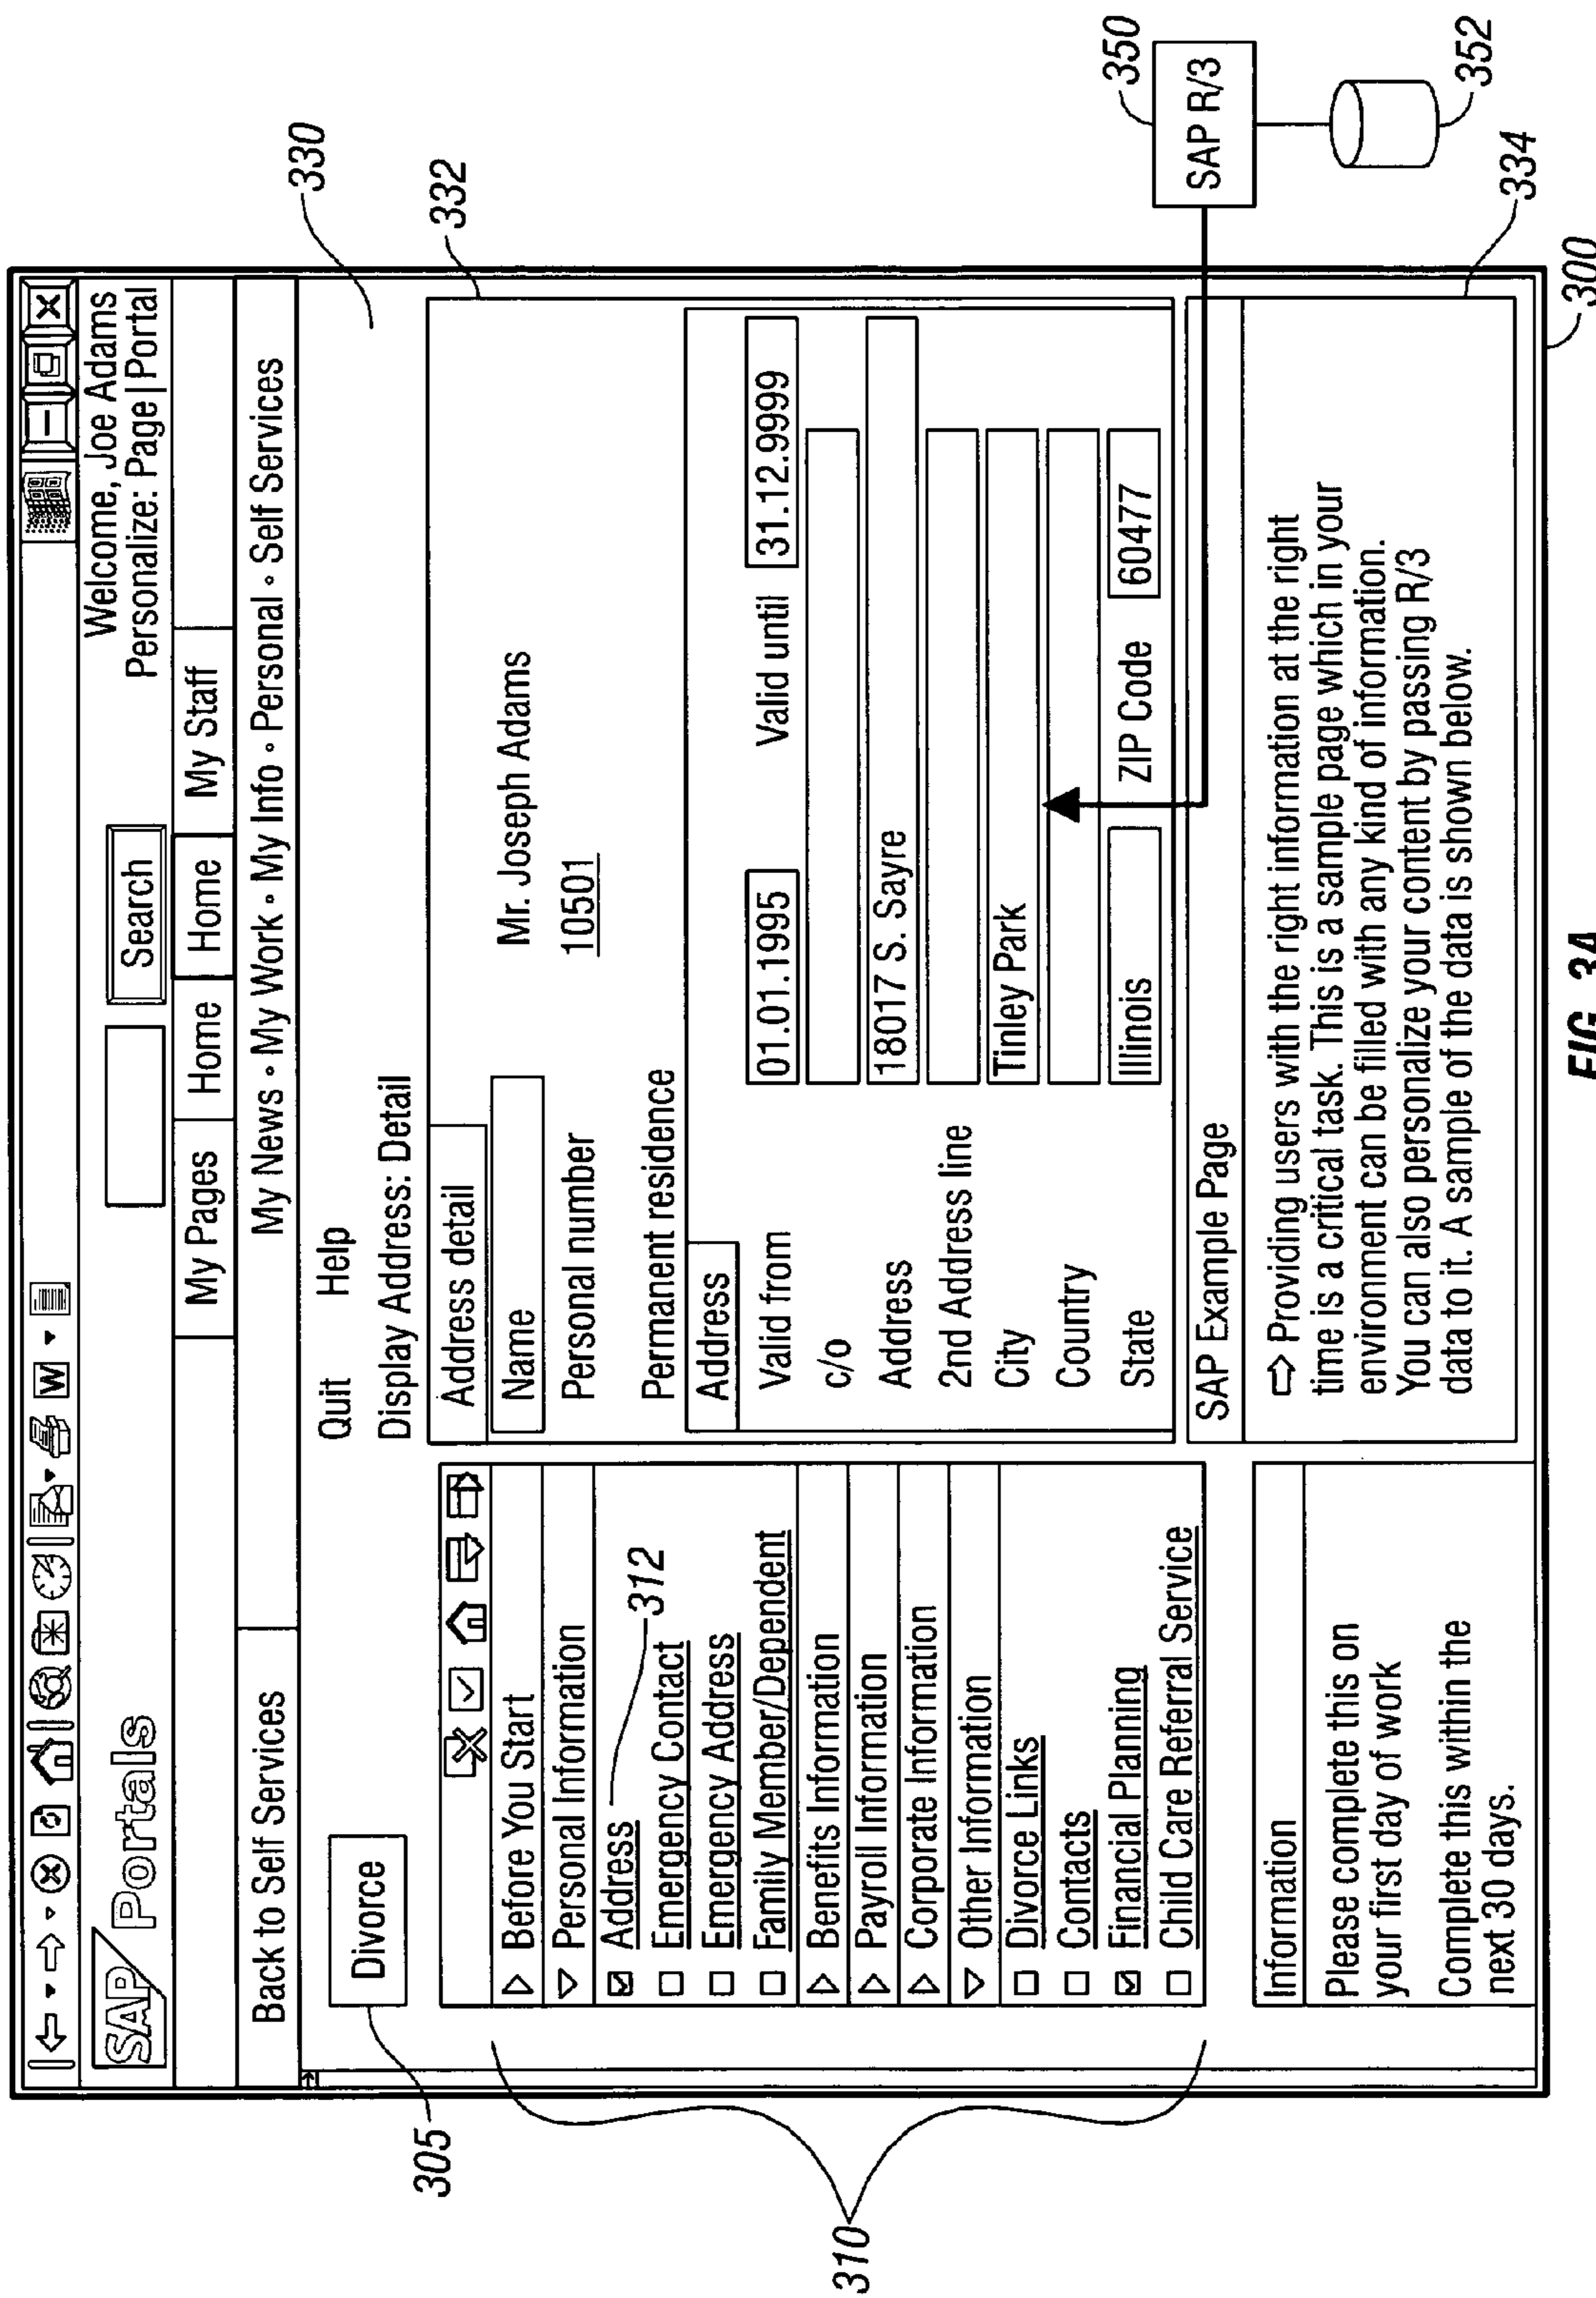 Welcome, Joe Adams
SAP Portals
Search
Personalize: Page | Portal
My Pages
Home
Home
My Staff
Back to Self Services
My News ∘ My Work ∘ My Info ∘ Personal ∘ Self Services
Divorce
305
310
▷ Before You Start
▽ Personal Information
☑ Address
312
☐ Emergency Contact
☐ Emergency Address
☐ Family Member/Dependent
▷ Benefits Information
▷ Payroll Information
▷ Corporate Information
▽ Other Information
☐ Divorce Links
☐ Contacts
☑ Financial Planning
☐ Child Care Referral Service
Information
Please complete this on
your first day of work
Complete this within the
next 30 days.
Quit Help
330
Display Address: Detail
332
Address detail
Name Mr. Joseph Adams
Personal number 10501
Permanent residence
Address
Valid from 01.01.1995 Valid until 31.12.9999
c/o
Address 18017 S. Sayre
2nd Address line
City Tinley Park
Country
State Illinois ZIP Code 60477
350
SAP R/3
352
SAP Example Page
⇨ Providing users with the right information at the right
time is a critical task. This is a sample page which in your
environment can be filled with any kind of information.
You can also personalize your content by passing R/3
data to it. A sample of the data is shown below.
334
300
FIG. 3A